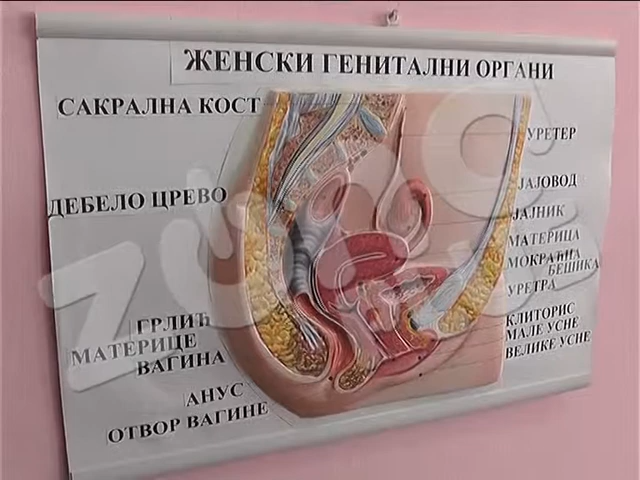 ЖЕНСКИ ГЕНИТАЛНИ ОРГАНИ
САКРАЛНА КОСТ
ДЕБЕЛО ЦРЕВО
ГРЛИЋ
МАТЕРИЦЕ
ВАГИНА
АНУС
ОТВОР ВАГИНЕ
УРЕТЕР
ЈАЈОВОД
ЈАЈНИК
МАТЕРИЦА
МОКРАЋНА
БЕШИКА
УРЕТРА
КЛИТОРИС
МАЛЕ УСНЕ
ВЕЛИКЕ УСНЕ